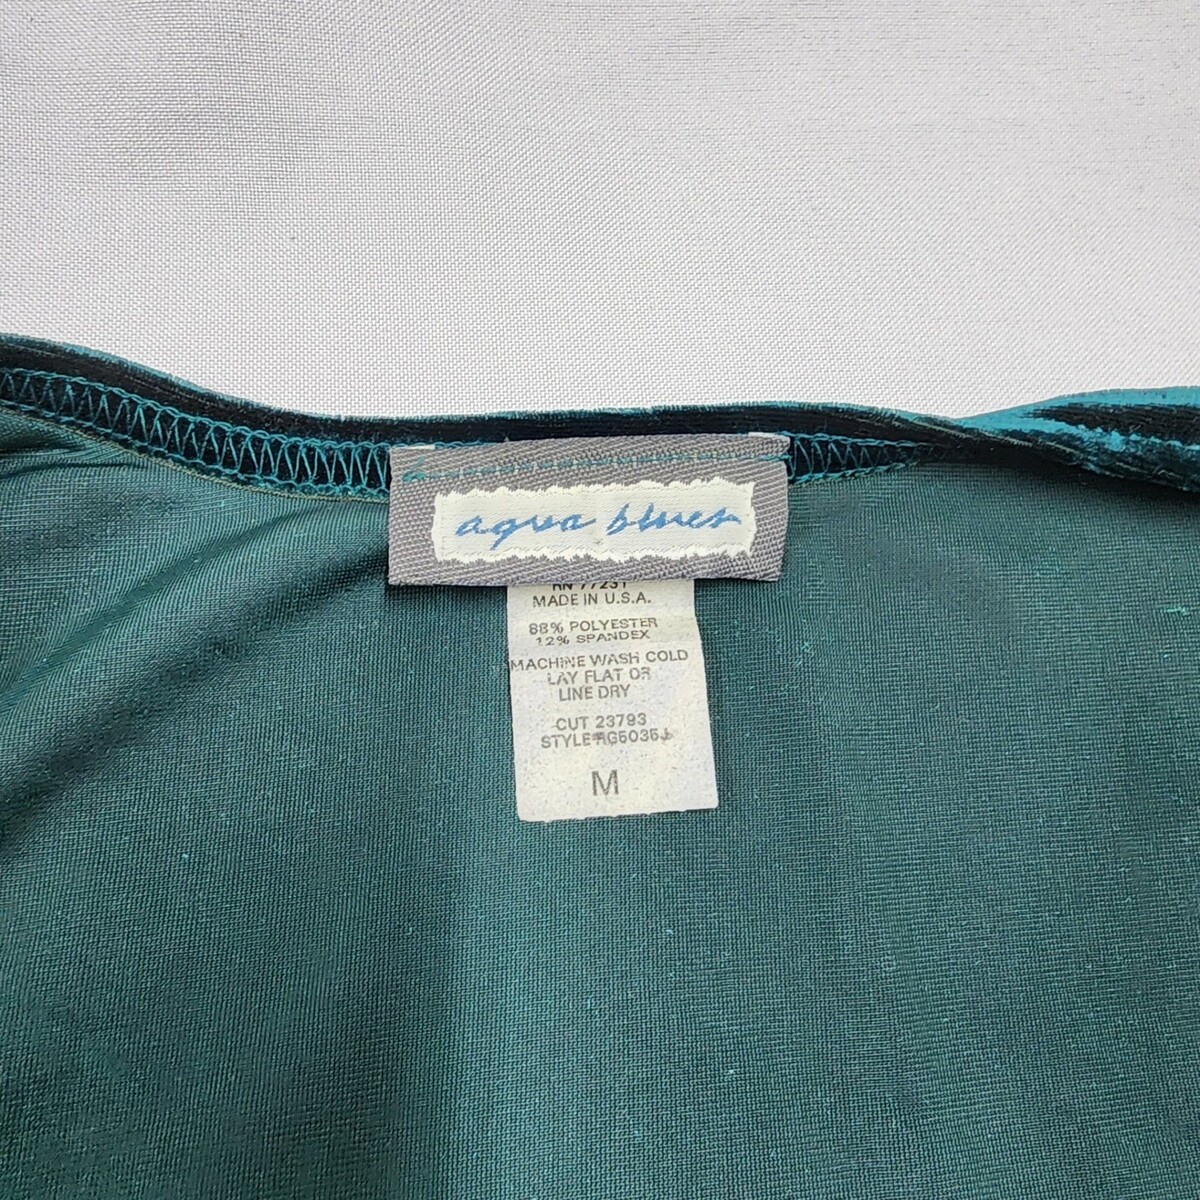 aqua blues
RN 77231
MADE IN U.S.A.
88% POLYESTER
12% SPANDEX
MACHINE WASH COLD
LAY FLAT OR
LINE DRY
CUT 23793
M